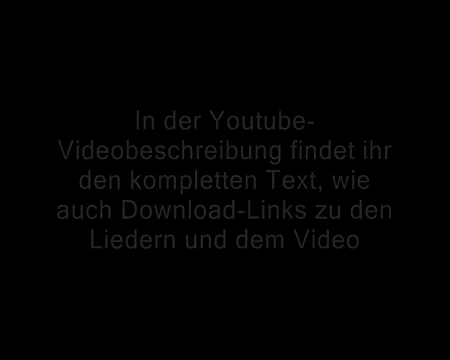 In der Youtube-
Videobeschreibung findet ihr
den kompletten Text, wie
auch Download-Links zu den
Liedern und dem Video